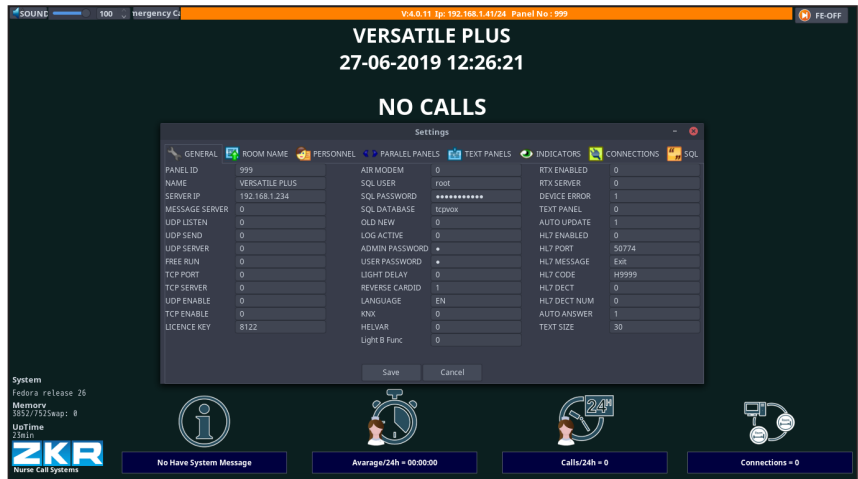 SOUND 100 nergency Ca V:4.0.11 Ip: 192.168.1.41/24 Panel No : 999 FE-OFF
VERSATILE PLUS
27-06-2019 12:26:21
NO CALLS
Settings
GENERAL ROOM NAME PERSONNEL PARALEL PANELS TEXT PANELS INDICATORS CONNECTIONS SQL
PANEL ID 999 AIR MODEM 0 RTX ENABLED 0
NAME VERSATILE PLUS SQL USER root RTX SERVER 0
SERVER IP 192.168.1.234 SQL PASSWORD ●●●●●●●●●●● DEVICE ERROR 1
MESSAGE SERVER 0 SQL DATABASE tcpvox TEXT PANEL 0
UDP LISTEN 0 OLD NEW 0 AUTO UPDATE 1
UDP SEND 0 LOG ACTIVE 0 HL7 ENABLED 0
UDP SERVER 0 ADMIN PASSWORD ● HL7 PORT 50774
FREE RUN 0 USER PASSWORD ● HL7 MESSAGE Exit
TCP PORT 0 LIGHT DELAY 0 HL7 CODE H9999
TCP SERVER 0 REVERSE CARDID 1 HL7 DECT 0
UDP ENABLE 0 LANGUAGE EN HL7 DECT NUM 0
TCP ENABLE 0 KNX 0 AUTO ANSWER 1
LICENCE KEY 8122 HELVAR 0 TEXT SIZE 30
Light B Func 0
Save Cancel
System
Fedora release 26
Memory
3852/752Swap: 0
UpTime
23min
24H
ZKR
Nurse Call Systems
No Have System Message Avarage/24h = 00:00:00 Calls/24h = 0 Connections = 0